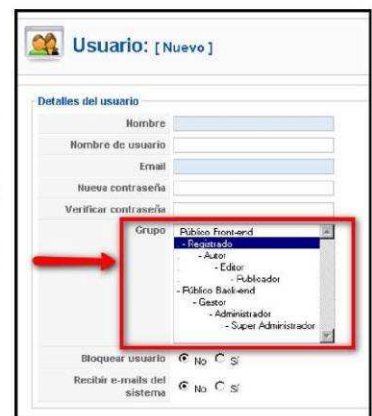 Usuario: [ Nuevo ]
Detalles del usuario
Nombre
Nombre de usuario
Email
Nueva contraseña
Verificar contraseña
Grupo
Público Front-end
- Registrado
- Autor
- Editor
- Publicador
- Público Back-end
- Gestor
- Administrador
- Super Administrador
Bloquear usuario No Sí
Recibir e-mails del
sistema No Sí